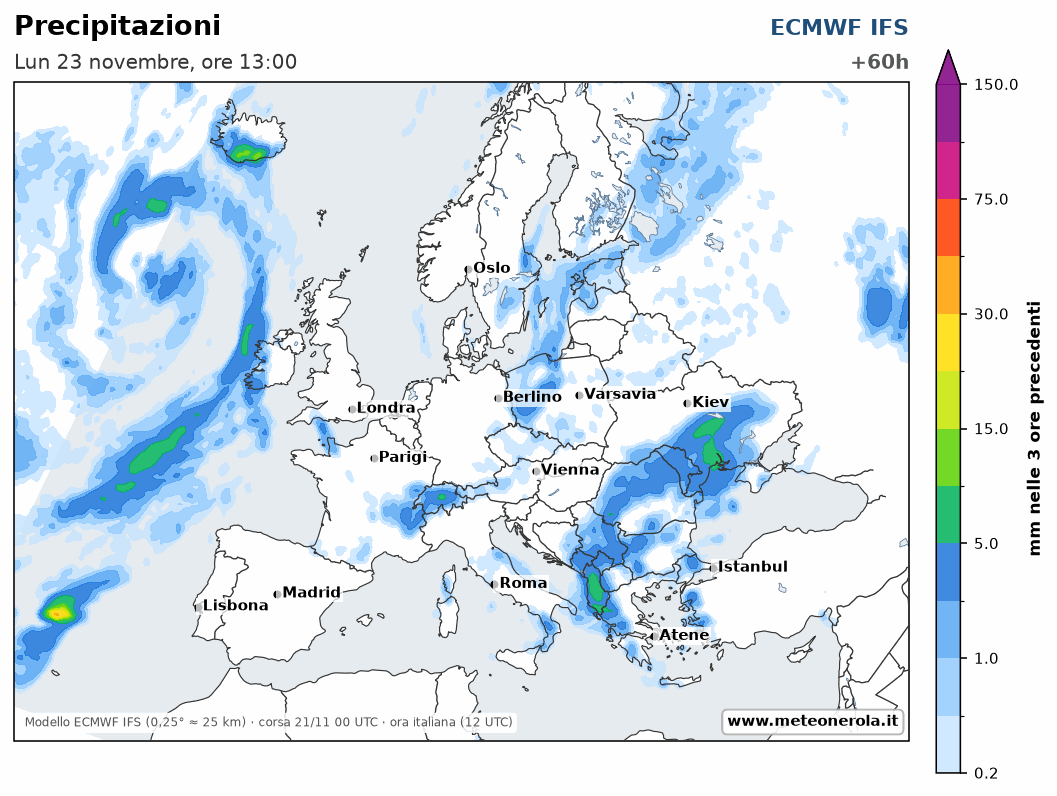 Precipitazioni
ECMWF IFS
Lun 23 novembre, ore 13:00
+60h
150.0
75.0
30.0
15.0
5.0
1.0
0.2
mm nelle 3 ore precedenti
Oslo
Berlino
Varsavia
Kiev
Londra
Parigi
Vienna
Istanbul
Roma
Madrid
Lisbona
Atene
Modello ECMWF IFS (0,25° ≈ 25 km) · corsa 21/11 00 UTC · ora italiana (12 UTC)
www.meteonerola.it